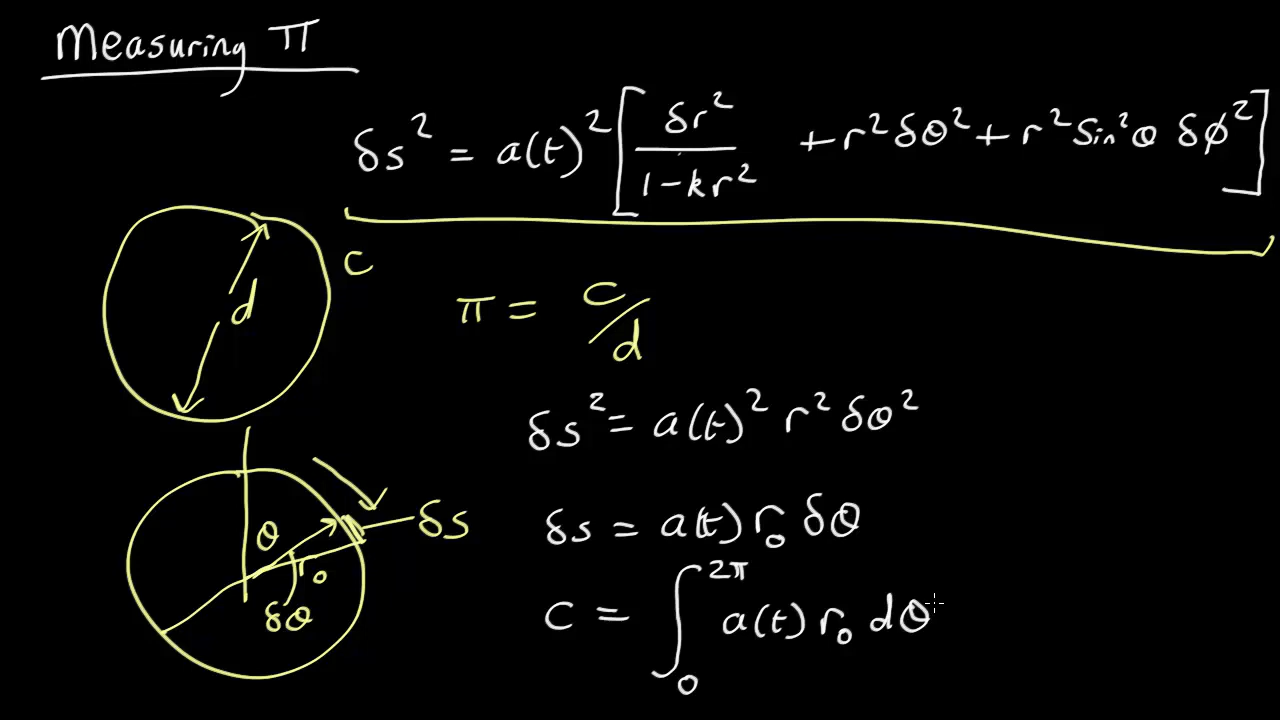 Measuring π
δs² = a(t)² [ δr² / 1-kr² + r²δθ² + r² Sin²θ δϕ² ]
d
C
π = C/d
δs² = a(t)² r² δθ²
θ
r₀
δθ
δs
δs = a(t) r₀ δθ
C = ∫₀^2π a(t) r₀ dθ